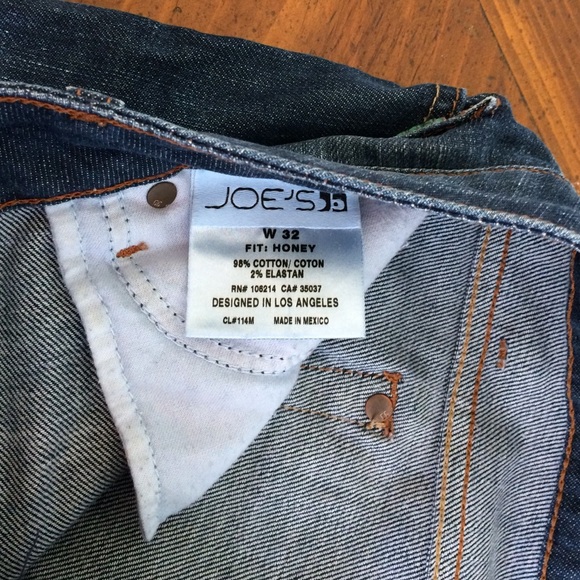 JOE'S
W 32
FIT: HONEY
98% COTTON/ COTON
2% ELASTAN
RN# 106214 CA# 35037
DESIGNED IN LOS ANGELES
CL#114M MADE IN MEXICO